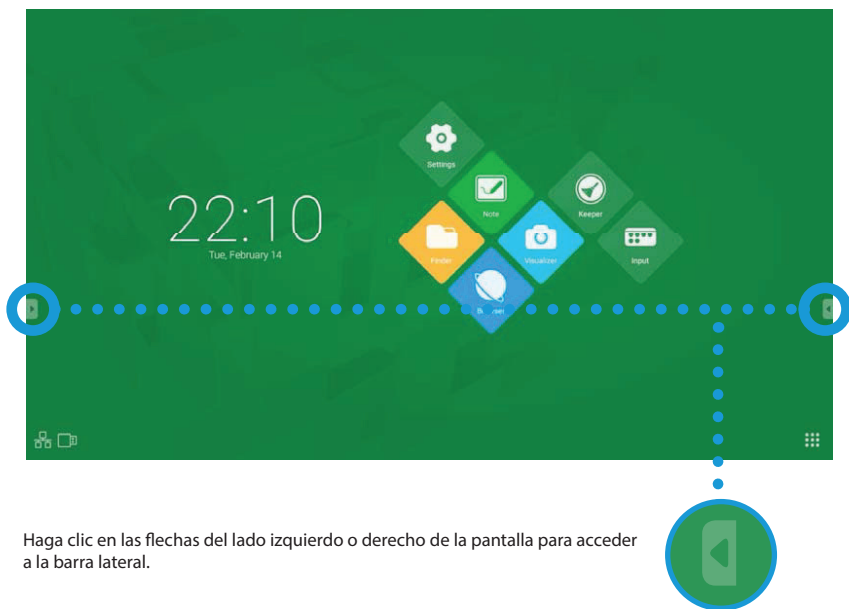 Settings
Note
Keeper
22:10
Tue, February 14
Finder
Visualizer
Input
Browser
Haga clic en las flechas del lado izquierdo o derecho de la pantalla para acceder
a la barra lateral.